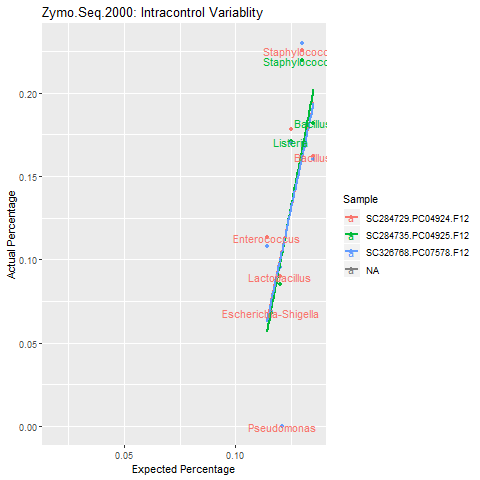 Zymo.Seq.2000: Intracontrol Variablity
Actual Percentage
0.20
0.15
0.10
0.05
0.00
Staphylococc
Staphylococc
Bacillus
Listeria
Bacillus
Enterococcus
Lactobacillus
Escherichia-Shigella
Pseudomonas
0.05
0.10
Expected Percentage
Sample
SC284729.PC04924.F12
SC284735.PC04925.F12
SC326768.PC07578.F12
NA